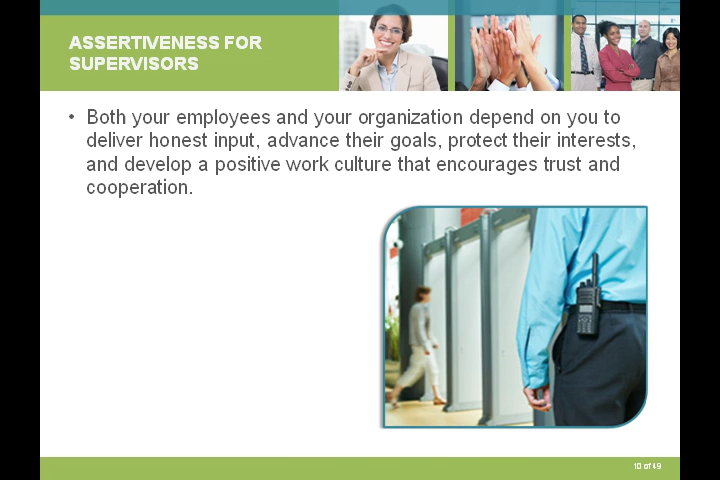 ASSERTIVENESS FOR
SUPERVISORS
• Both your employees and your organization depend on you to
deliver honest input, advance their goals, protect their interests,
and develop a positive work culture that encourages trust and
cooperation.
10 of 49